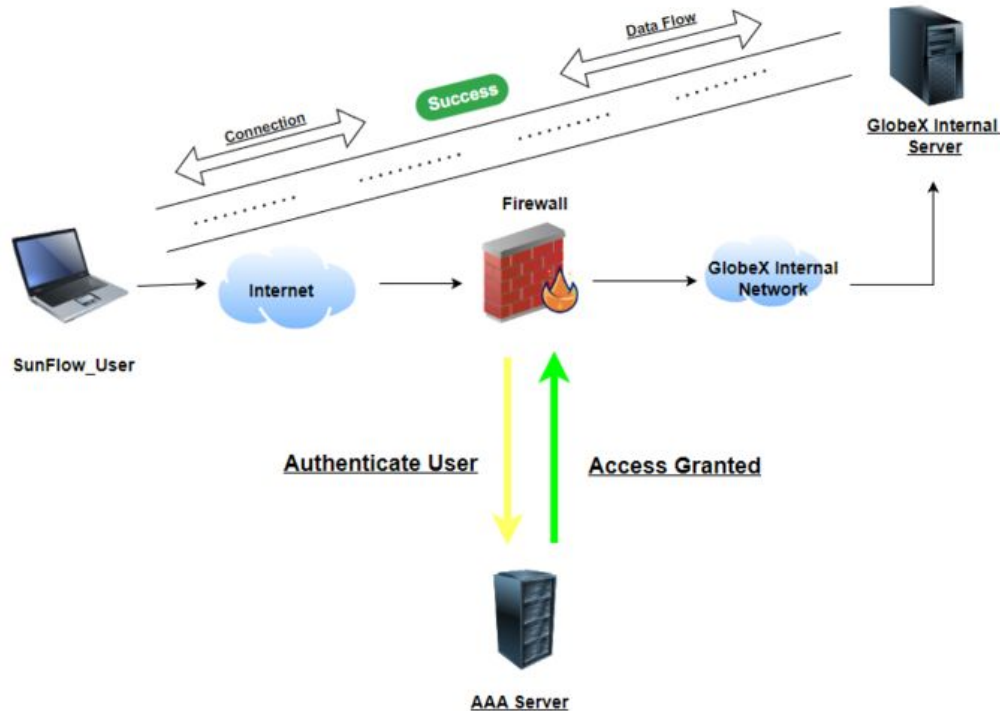 Data Flow
Success
Connection
GlobeX Internal
Server
Firewall
Internet
GlobeX Internal
Network
SunFlow_User
Authenticate User
Access Granted
AAA Server